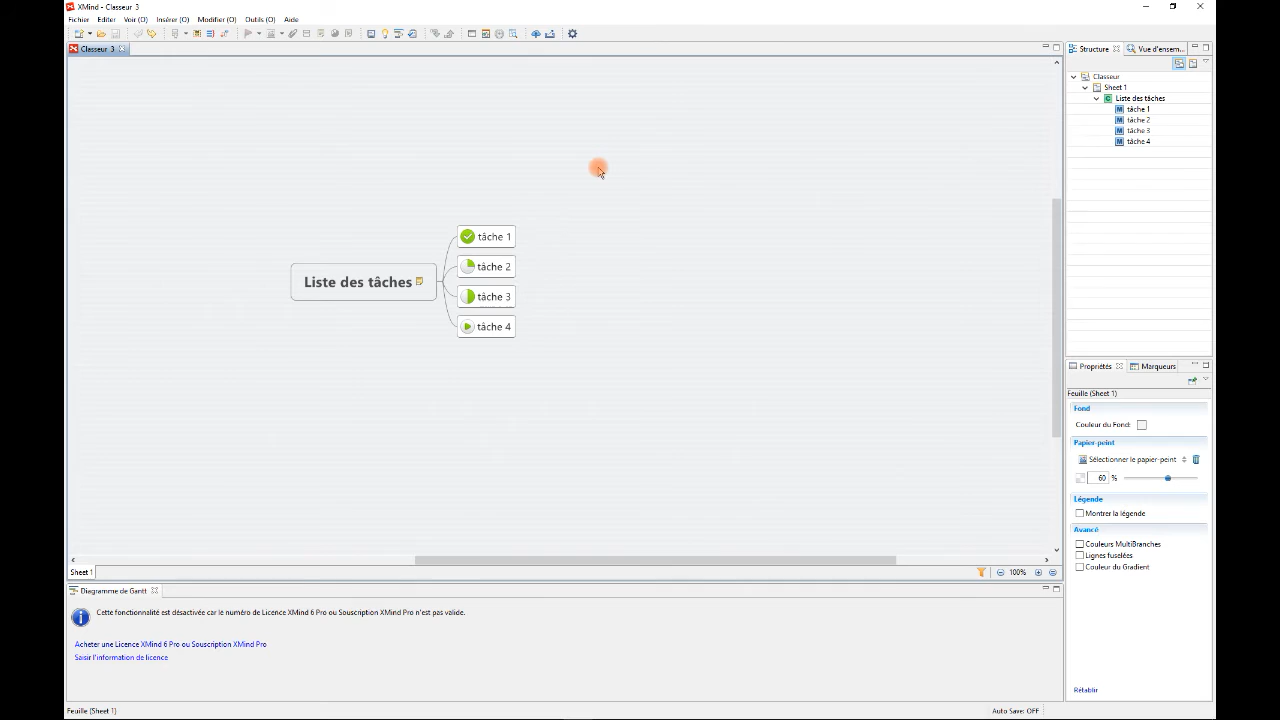 XMind - Classeur 3
Fichier Editer Voir (O) Insérer (O) Modifier (O) Outils (O) Aide
Classeur 3
Structure
Vue d'ensem...
Classeur
Sheet 1
Liste des tâches
tâche 1
tâche 2
tâche 3
tâche 4
tâche 1
tâche 2
Liste des tâches
tâche 3
tâche 4
Propriétés
Marqueurs
Feuille (Sheet 1)
Fond
Couleur du Fond:
Papier-peint
Sélectionner le papier-peint
60 %
Légende
Montrer la légende
Avancé
Couleurs MultiBranches
Lignes fuselées
Couleur du Gradient
Rétablir
Sheet 1
100%
Diagramme de Gantt
Cette fonctionnalité est désactivée car le numéro de Licence XMind 6 Pro ou Souscription XMind Pro n'est pas valide.
Acheter une Licence XMind 6 Pro ou Souscription XMind Pro
Saisir l'information de licence
Feuille (Sheet 1)
Auto Save: OFF